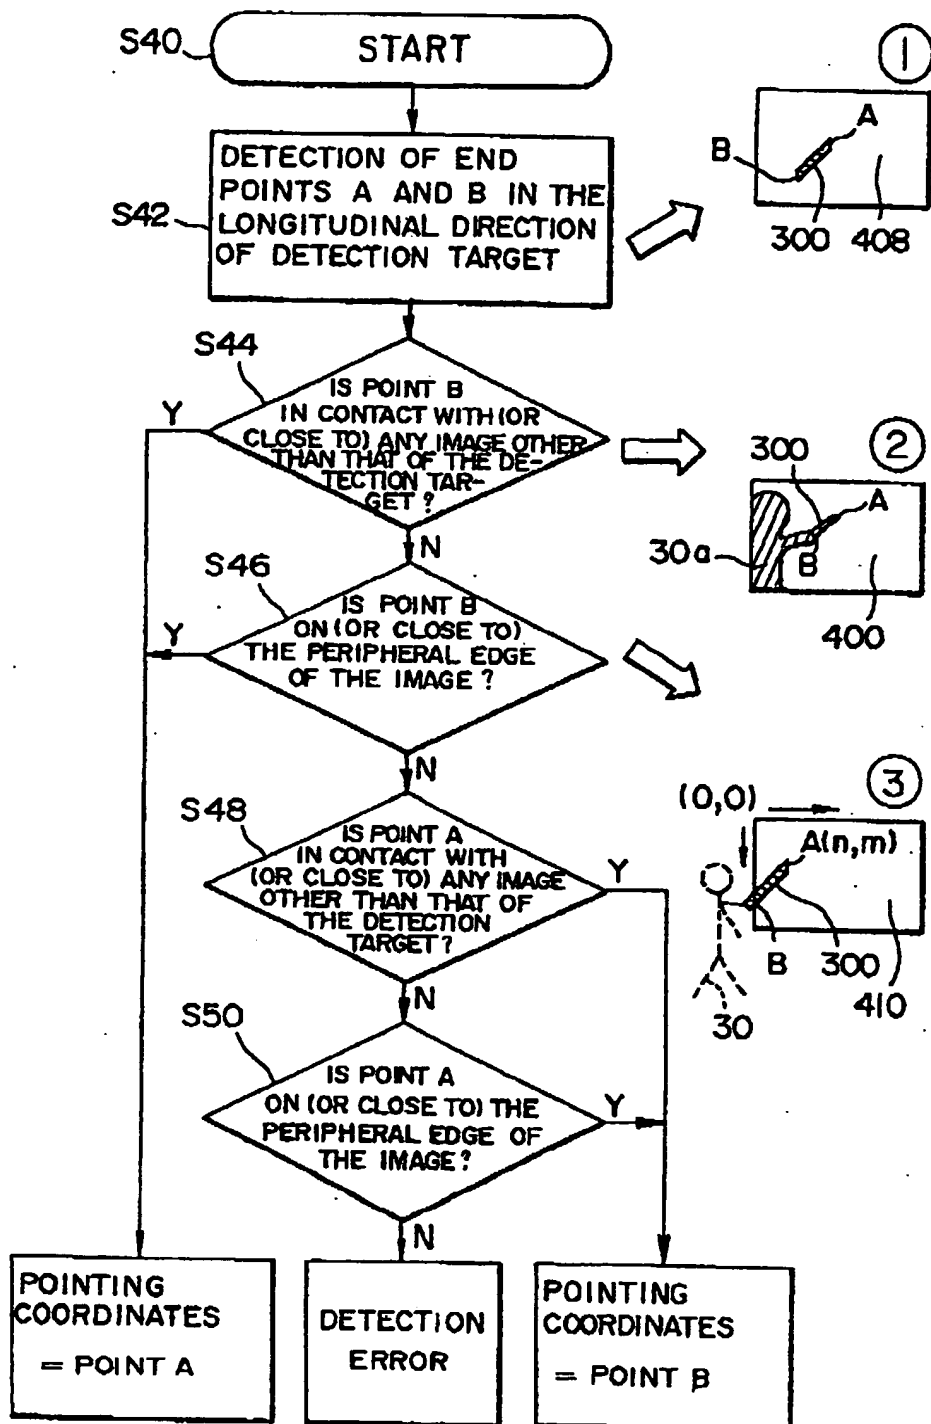 S40
START
S42
DETECTION OF END
POINTS A AND B IN THE
LONGITUDINAL DIRECTION
OF DETECTION TARGET
1
A
B
300 408
S44
IS POINT B
IN CONTACT WITH (OR
CLOSE TO) ANY IMAGE OTHER
THAN THAT OF THE DE-
TECTION TAR-
GET?
Y
N
2
300
A
30a
B
400
S46
IS POINT B
ON (OR CLOSE TO)
THE PERIPHERAL EDGE
OF THE IMAGE?
Y
N
3
(0,0)
A(n,m)
B 300
410
30
S48
IS POINT A
IN CONTACT WITH
(OR CLOSE TO) ANY IMAGE
OTHER THAN THAT OF
THE DETECTION
TARGET?
Y
N
S50
IS POINT A
ON (OR CLOSE TO) THE
PERIPHERAL EDGE OF
THE IMAGE?
Y
N
POINTING
COORDINATES
= POINT A
DETECTION
ERROR
POINTING
COORDINATES
= POINT B